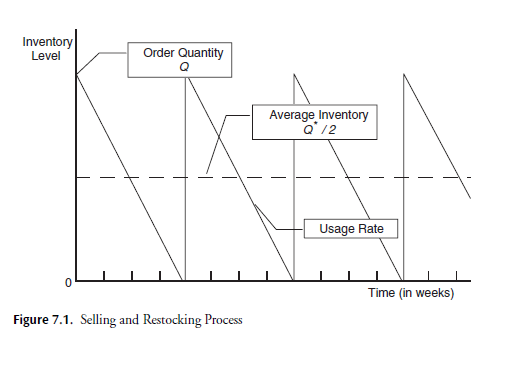 Inventory
Level
Order Quantity
Q
Average Inventory
Q* /2
Usage Rate
0
Time (in weeks)
Figure 7.1. Selling and Restocking Process